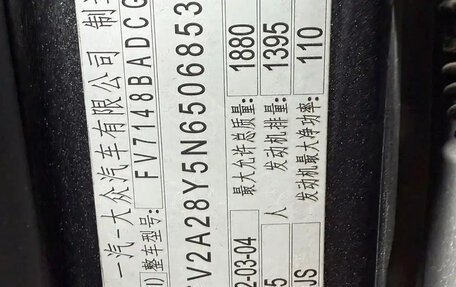 一汽-大众汽车有限公司 制
整车型号: FV7148BADCG
V2A28Y5N6506853
2-03-04 最大允许总质量: 1880
5 人 发动机排量: 1395
JS 发动机最大净功率: 110